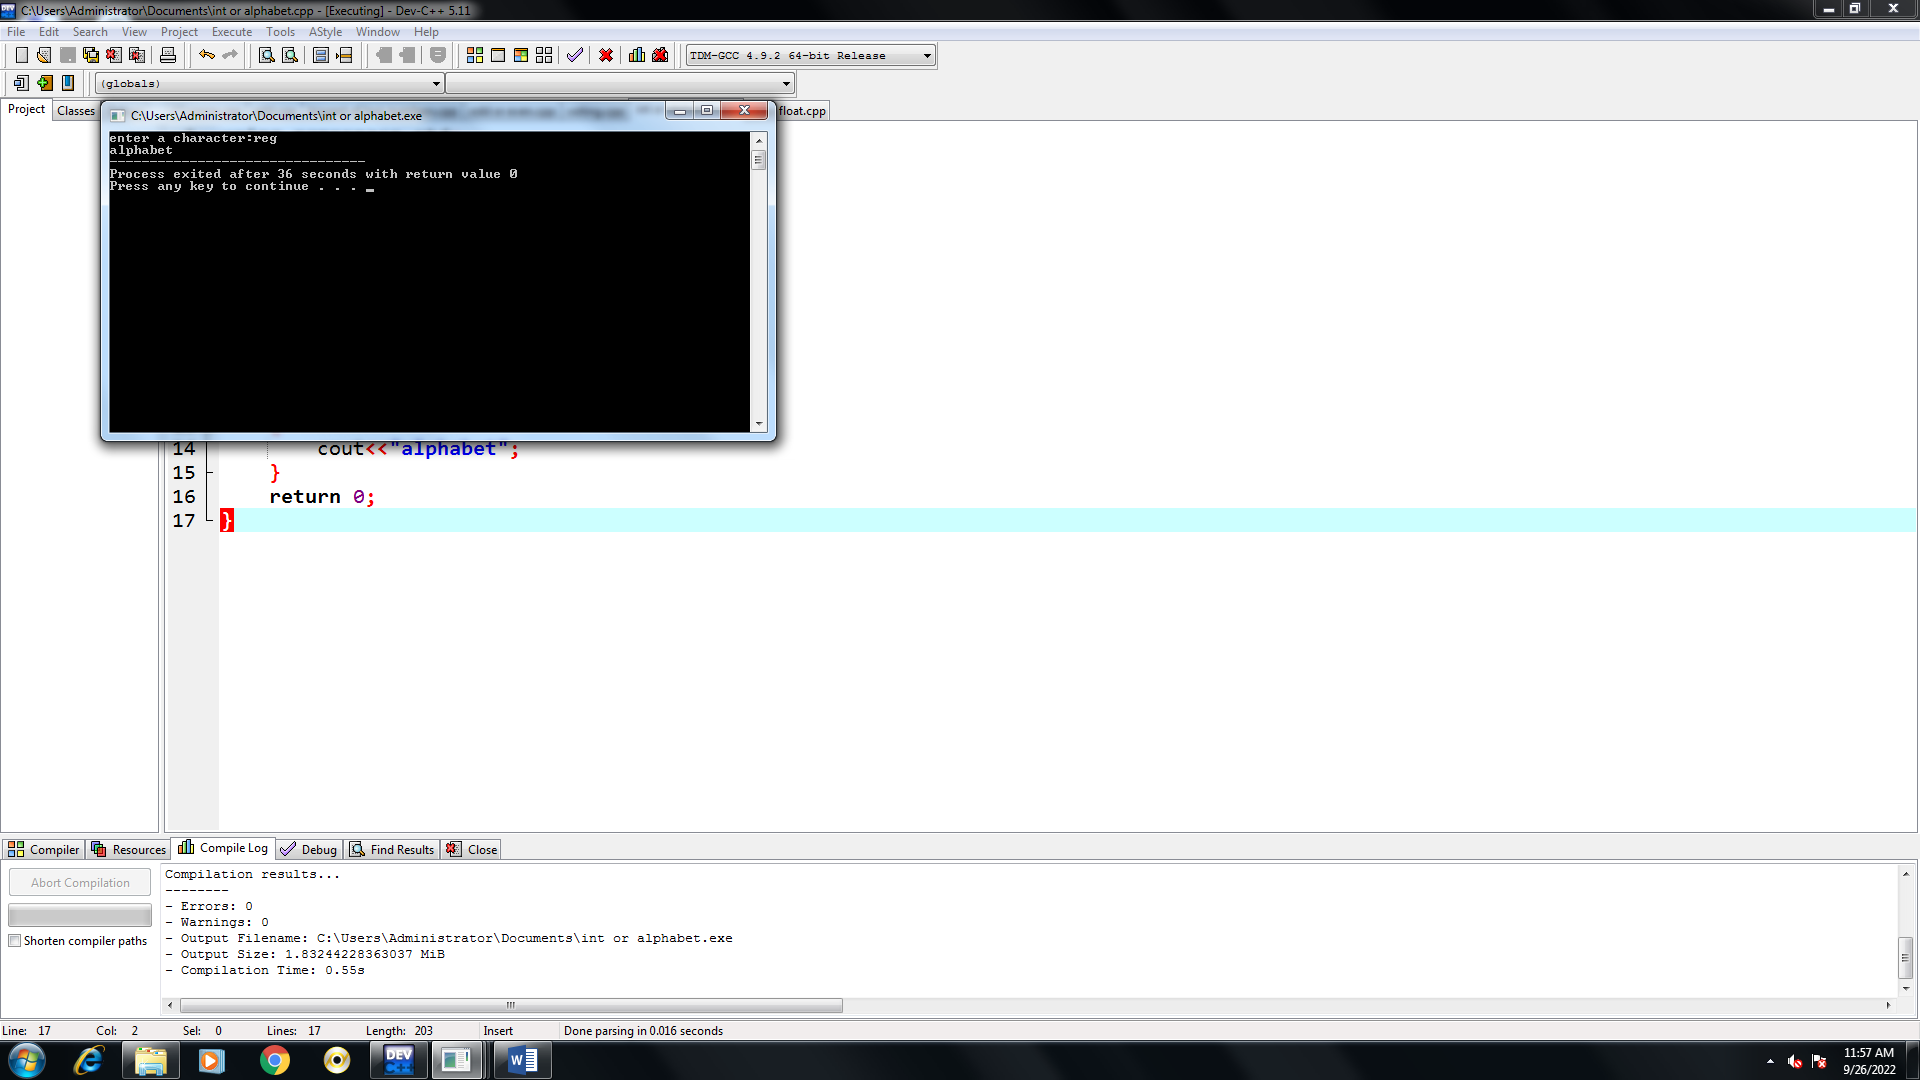 C:\Users\Administrator\Documents\int or alphabet.cpp - [Executing] - Dev-C++ 5.11
File Edit Search View Project Execute Tools AStyle Window Help
TDM-GCC 4.9.2 64-bit Release
(globals)
Project Classes float.cpp
C:\Users\Administrator\Documents\int or alphabet.exe
enter a character:reg
alphabet
--------------------------------
Process exited after 36 seconds with return value 0
Press any key to continue . . . _
14 cout<<"alphabet";
15 }
16 return 0;
17 }
Compiler Resources Compile Log Debug Find Results Close
Abort Compilation
Shorten compiler paths
Compilation results...
--------
- Errors: 0
- Warnings: 0
- Output Filename: C:\Users\Administrator\Documents\int or alphabet.exe
- Output Size: 1.83244228363037 MiB
- Compilation Time: 0.55s
Line: 17 Col: 2 Sel: 0 Lines: 17 Length: 203 Insert Done parsing in 0.016 seconds
DEV C++ W
11:57 AM
9/26/2022